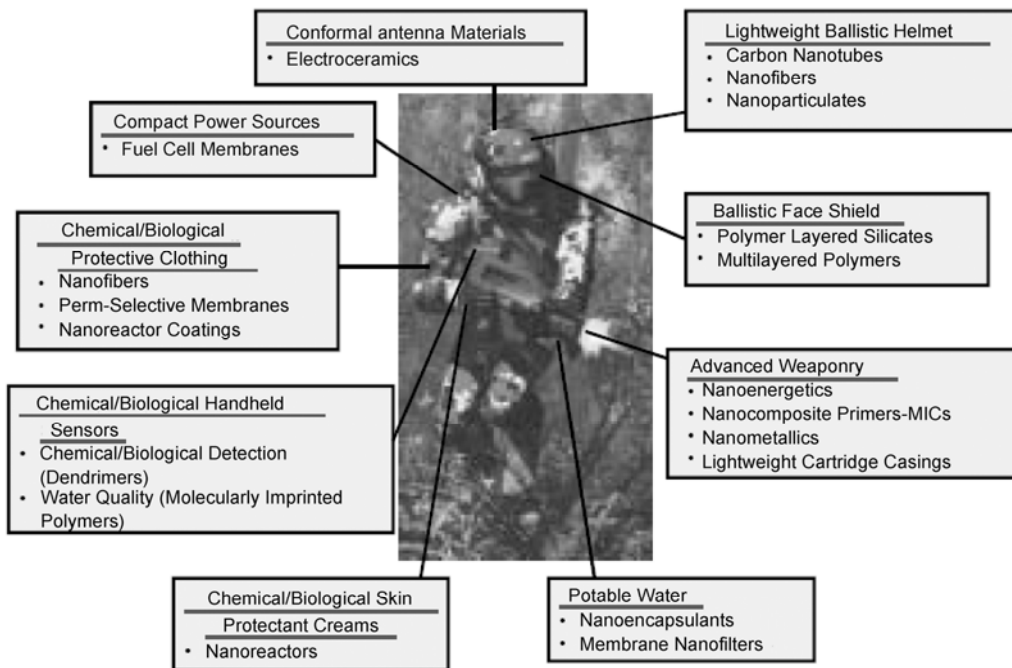 Conformal antenna Materials
• Electroceramics
Lightweight Ballistic Helmet
• Carbon Nanotubes
• Nanofibers
• Nanoparticulates
Compact Power Sources
• Fuel Cell Membranes
Chemical/Biological
Protective Clothing
• Nanofibers
• Perm-Selective Membranes
• Nanoreactor Coatings
Ballistic Face Shield
• Polymer Layered Silicates
• Multilayered Polymers
Advanced Weaponry
• Nanoenergetics
• Nanocomposite Primers-MICs
• Nanometallics
• Lightweight Cartridge Casings
Chemical/Biological Handheld
Sensors
• Chemical/Biological Detection
(Dendrimers)
• Water Quality (Molecularly Imprinted
Polymers)
Chemical/Biological Skin
Protectant Creams
• Nanoreactors
Potable Water
• Nanoencapsulants
• Membrane Nanofilters